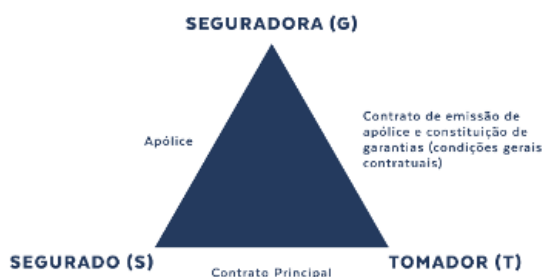 SEGURADORA (G)
Apólice
Contrato de emissão de
apólice e constituição de
garantias (condições gerais
contratuais)
SEGURADO (S)
Contrato Principal
TOMADOR (T)